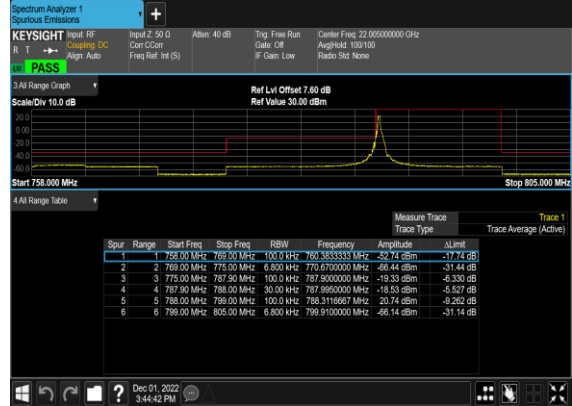 Spectrum Analyzer 1
Spurious Emissions
+
KEYSIGHT Input: RF Input Z: 50 Ω Atten: 40 dB Trig: Free Run Center Freq: 22.005000000 GHz
R T Coupling: DC Corr CCorr Gate: Off Avg|Hold: 100/100
Align: Auto Freq Ref: Int (S) IF Gain: Low Radio Std: None
PASS
3 All Range Graph
Ref Lvl Offset 7.60 dB
Scale/Div 10.0 dB Ref Value 30.00 dBm
20.0
0.00
-20.0
-40.0
-60.0
Start 758.000 MHz Stop 805.000 MHz
4 All Range Table
Measure Trace Trace 1
Trace Type Trace Average (Active)
Spur Range Start Freq Stop Freq RBW Frequency Amplitude ΔLimit
1 1 758.00 MHz 769.00 MHz 100.0 kHz 760.3833333 MHz -52.74 dBm -17.74 dB
2 2 769.00 MHz 775.00 MHz 6.800 kHz 770.6700000 MHz -66.44 dBm -31.44 dB
3 3 775.00 MHz 787.90 MHz 100.0 kHz 787.9000000 MHz -19.33 dBm -6.330 dB
4 4 787.90 MHz 788.00 MHz 30.00 kHz 787.9950000 MHz -18.53 dBm -5.527 dB
5 5 788.00 MHz 799.00 MHz 100.0 kHz 788.3116667 MHz 20.74 dBm -9.262 dB
6 6 799.00 MHz 805.00 MHz 6.800 kHz 799.9100000 MHz -66.14 dBm -31.14 dB
? Dec 01, 2022
3:44:42 PM